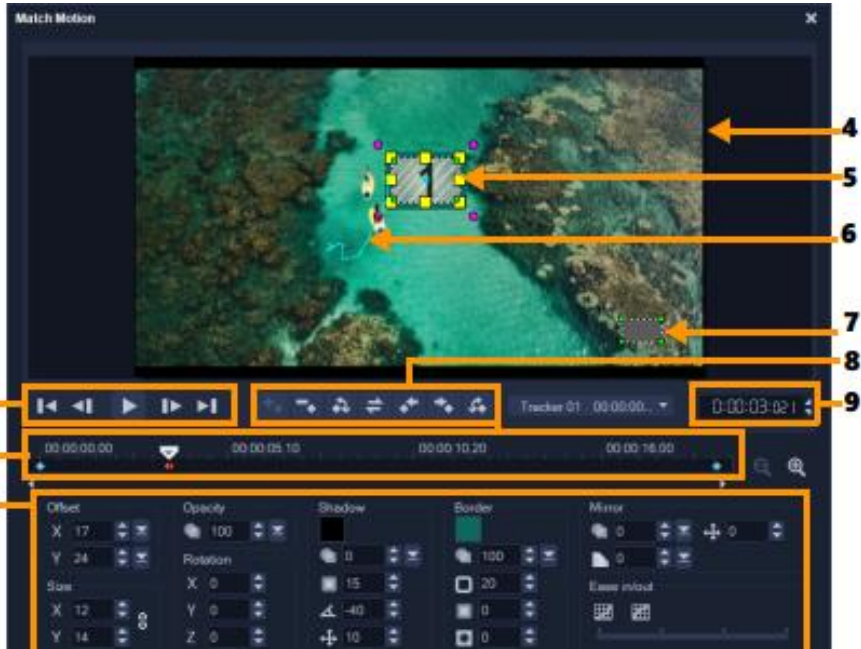 Match Motion
4
1
5
6
7
8
Tracker 01 00:00:00...
0:00:03:021
9
00:00:00.00 00:00:05.10 00:00:10.20 00:00:16.00
Offset Opacity Shadow Border Mirror
X 17 100 0 0
Y 24 Rotation 0 100 0
Size X 0 15 20 Ease in/out
X 12 Y 0 -40 0
Y 14 Z 0 10 0